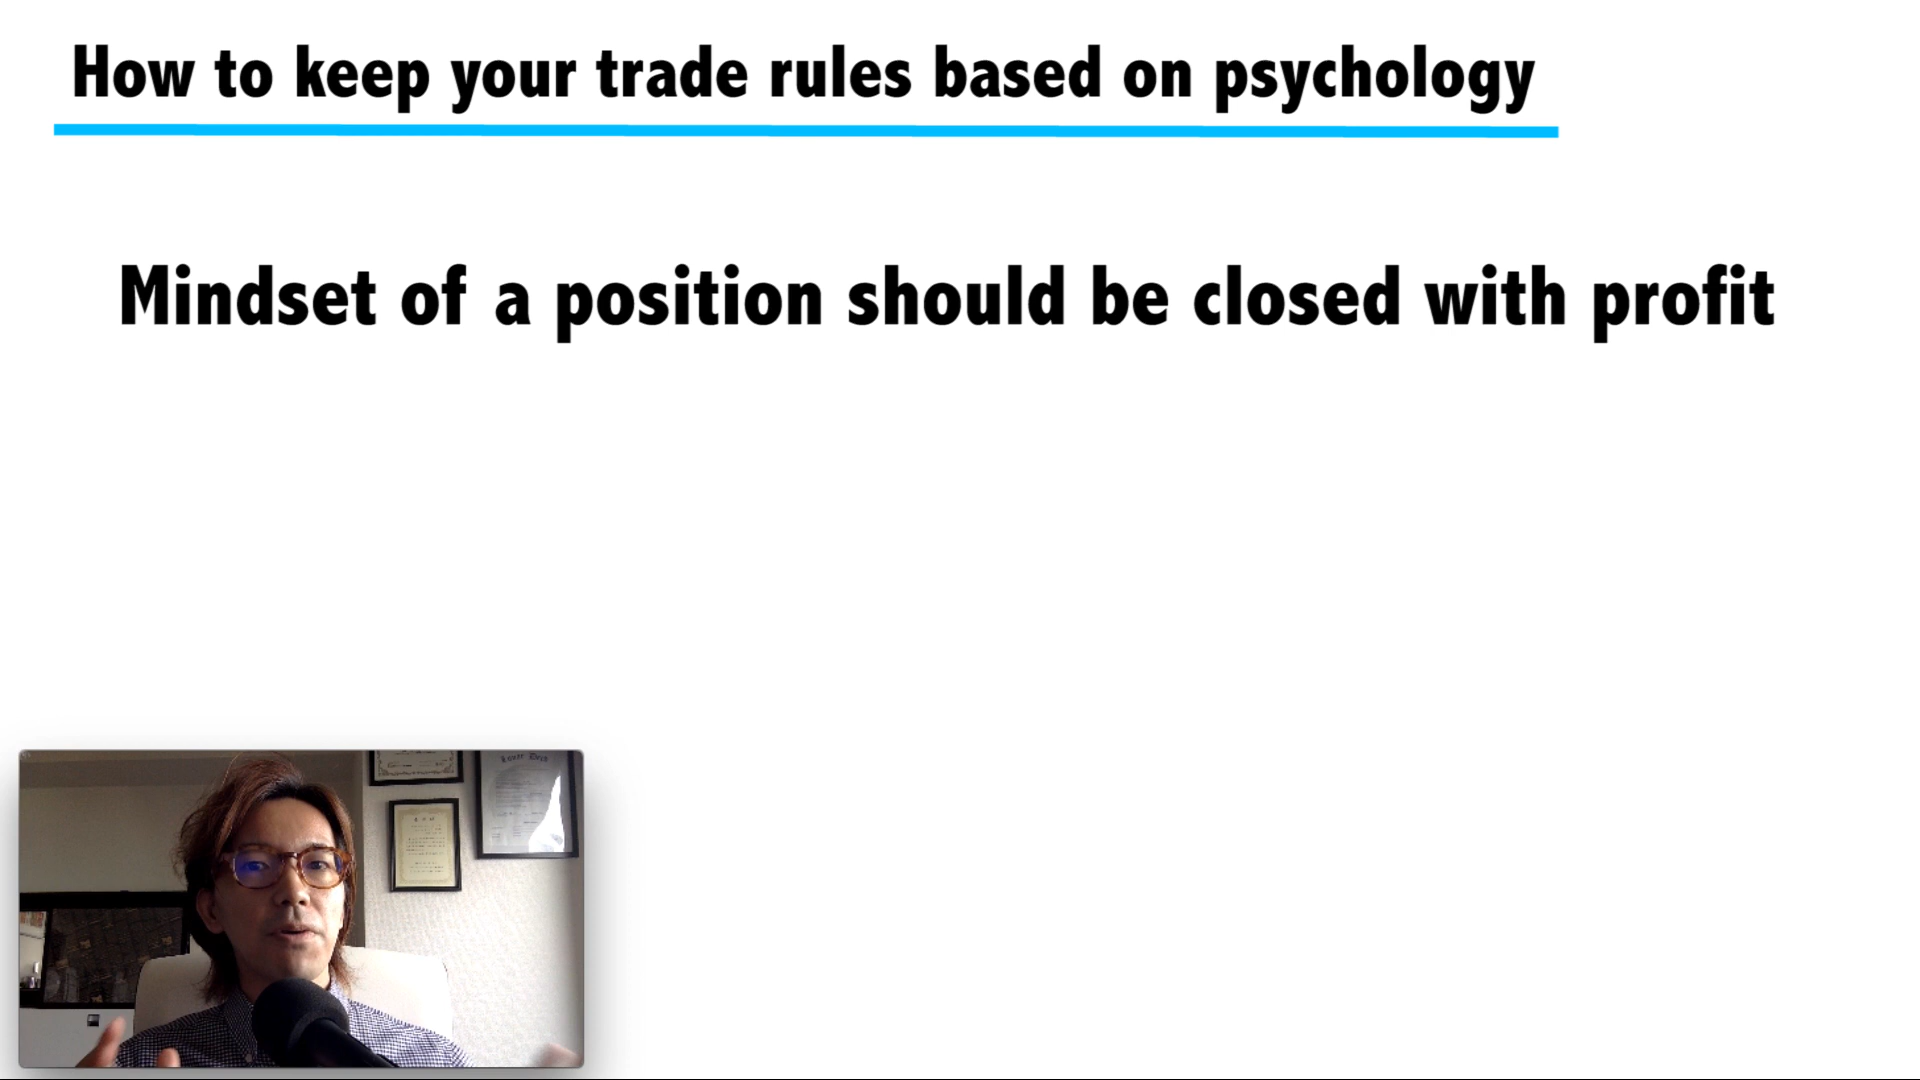 How to keep your trade rules based on psychology
Mindset of a position should be closed with profit